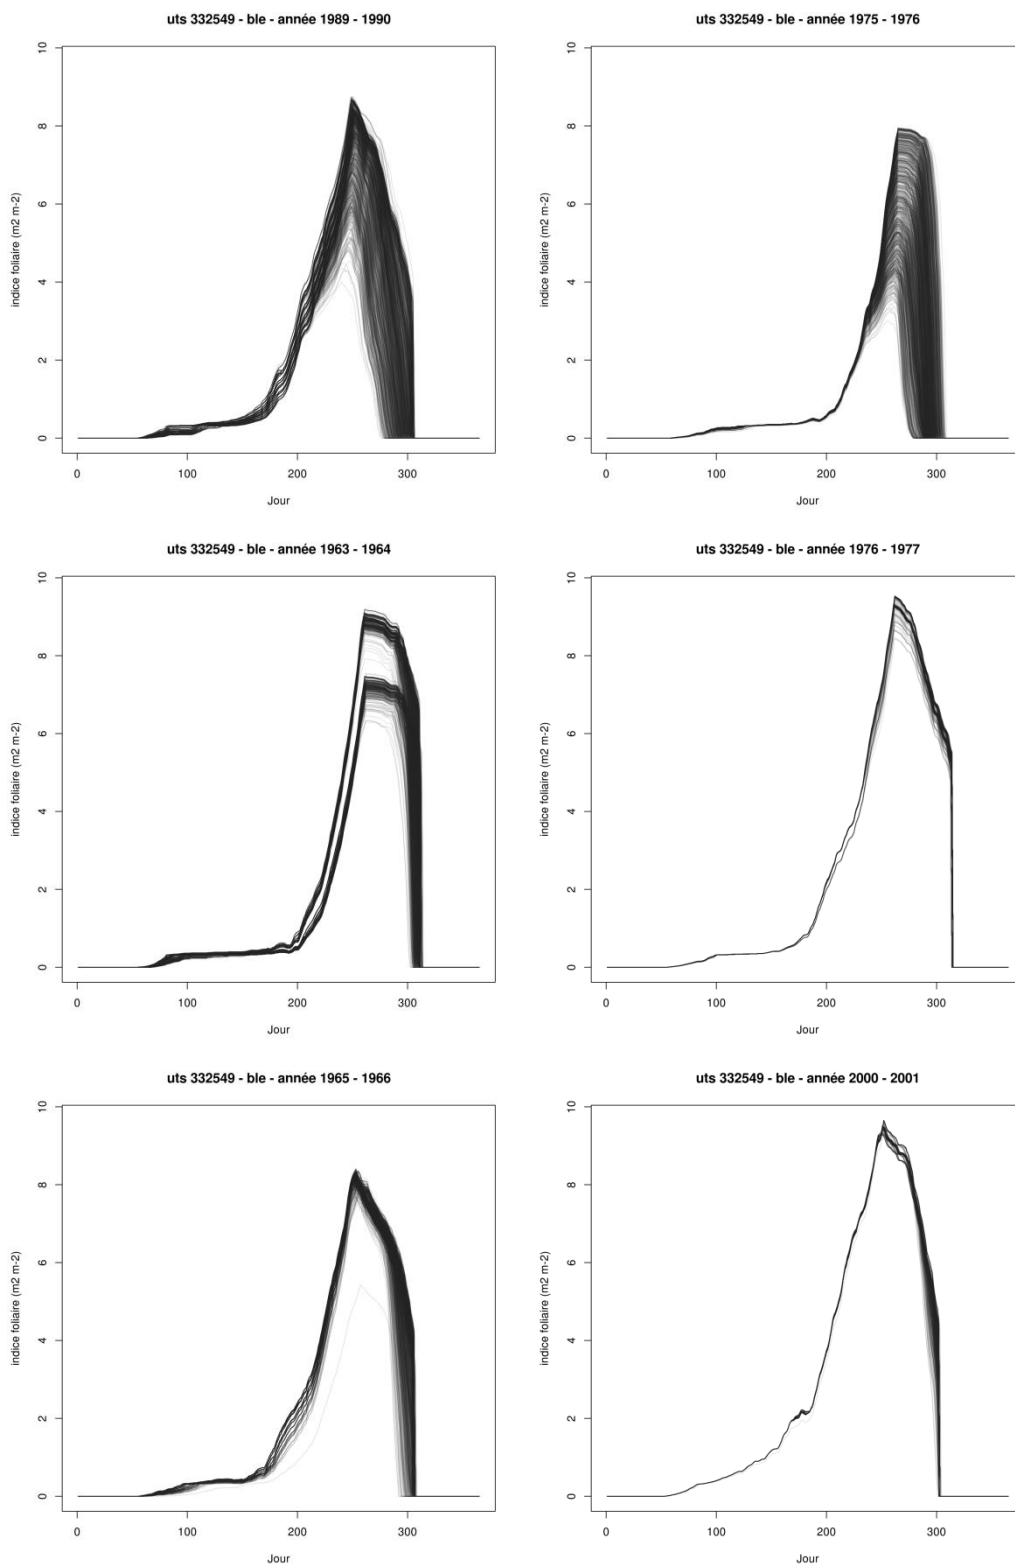 uts 332549 - ble - année 1989 - 1990
indice foliaire (m2 m-2)
0 2 4 6 8 10
0 100 200 300
Jour
uts 332549 - ble - année 1975 - 1976
indice foliaire (m2 m-2)
0 2 4 6 8 10
0 100 200 300
Jour
uts 332549 - ble - année 1963 - 1964
indice foliaire (m2 m-2)
0 2 4 6 8 10
0 100 200 300
Jour
uts 332549 - ble - année 1976 - 1977
indice foliaire (m2 m-2)
0 2 4 6 8 10
0 100 200 300
Jour
uts 332549 - ble - année 1965 - 1966
indice foliaire (m2 m-2)
0 2 4 6 8 10
0 100 200 300
Jour
uts 332549 - ble - année 2000 - 2001
indice foliaire (m2 m-2)
0 2 4 6 8 10
0 100 200 300
Jour